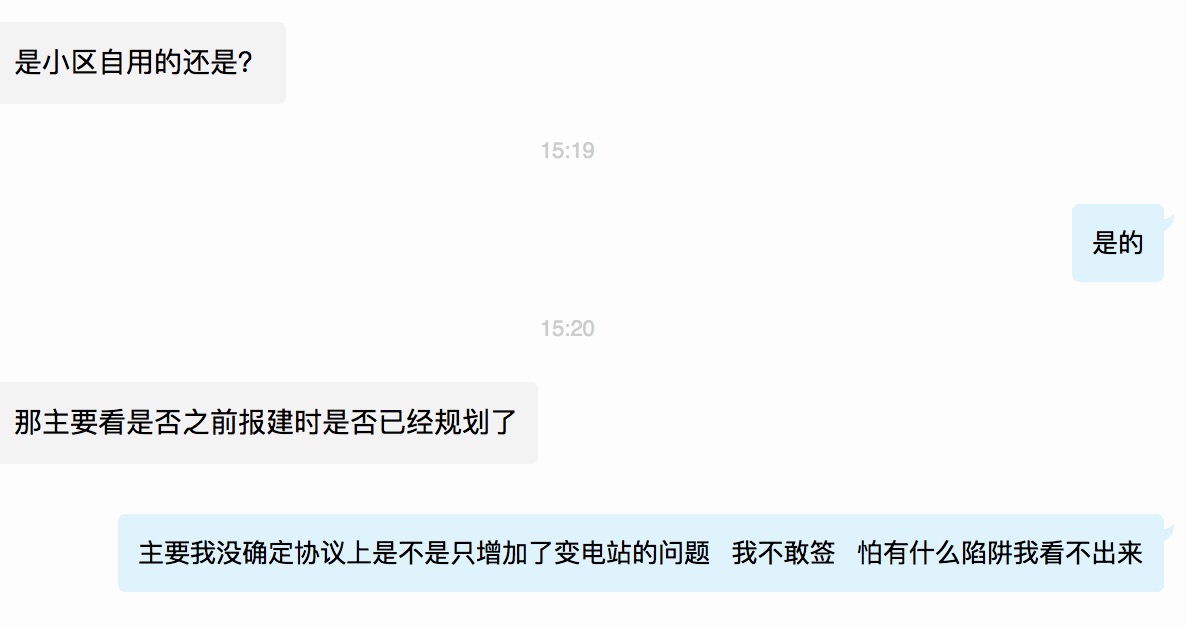 是小区自用的还是?
15:19
是的
15:20
那主要看是否之前报建时是否已经规划了
主要我没确定协议上是不是只增加了变电站的问题 我不敢签 怕有什么陷阱我看不出来